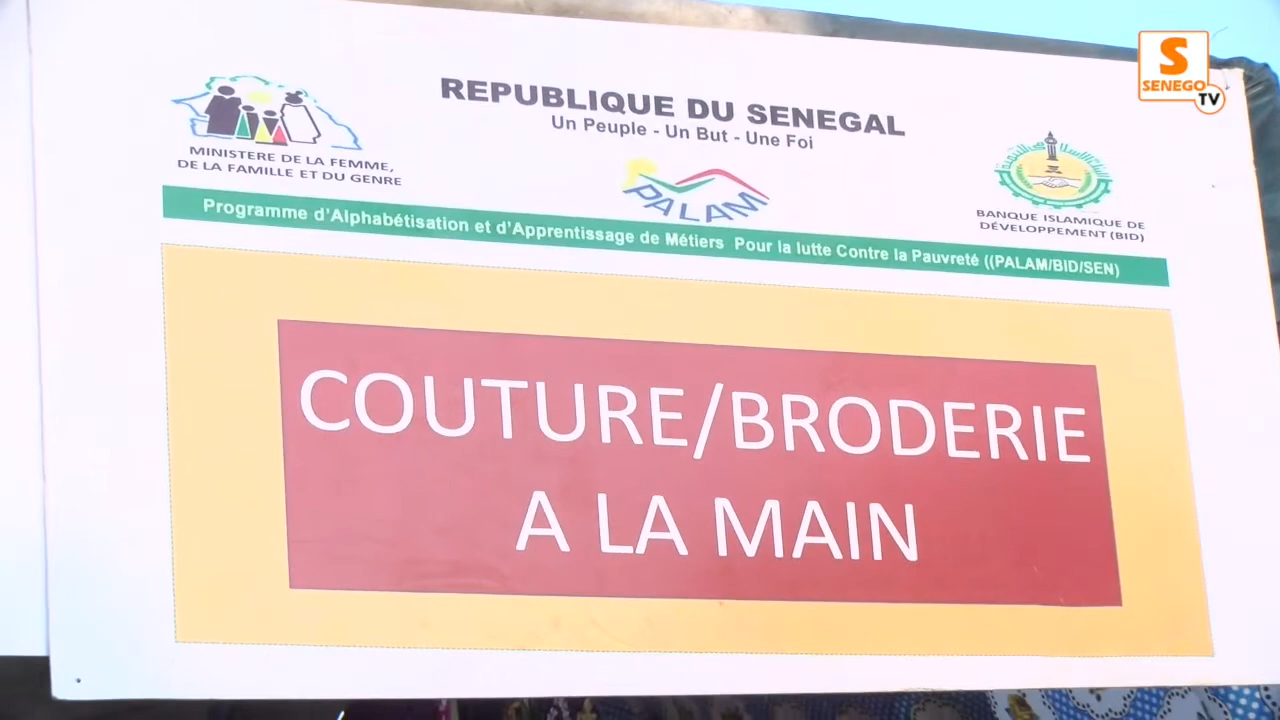 S
SENEGO
TV
REPUBLIQUE DU SENEGAL
Un Peuple - Un But - Une Foi
MINISTERE DE LA FEMME,
DE LA FAMILLE ET DU GENRE
PALAM
BANQUE ISLAMIQUE DE
DÉVELOPPEMENT (BID)
Programme d'Alphabétisation et d'Apprentissage de Métiers Pour la lutte Contre la Pauvreté ((PALAM/BID/SEN)
COUTURE/BRODERIE
A LA MAIN